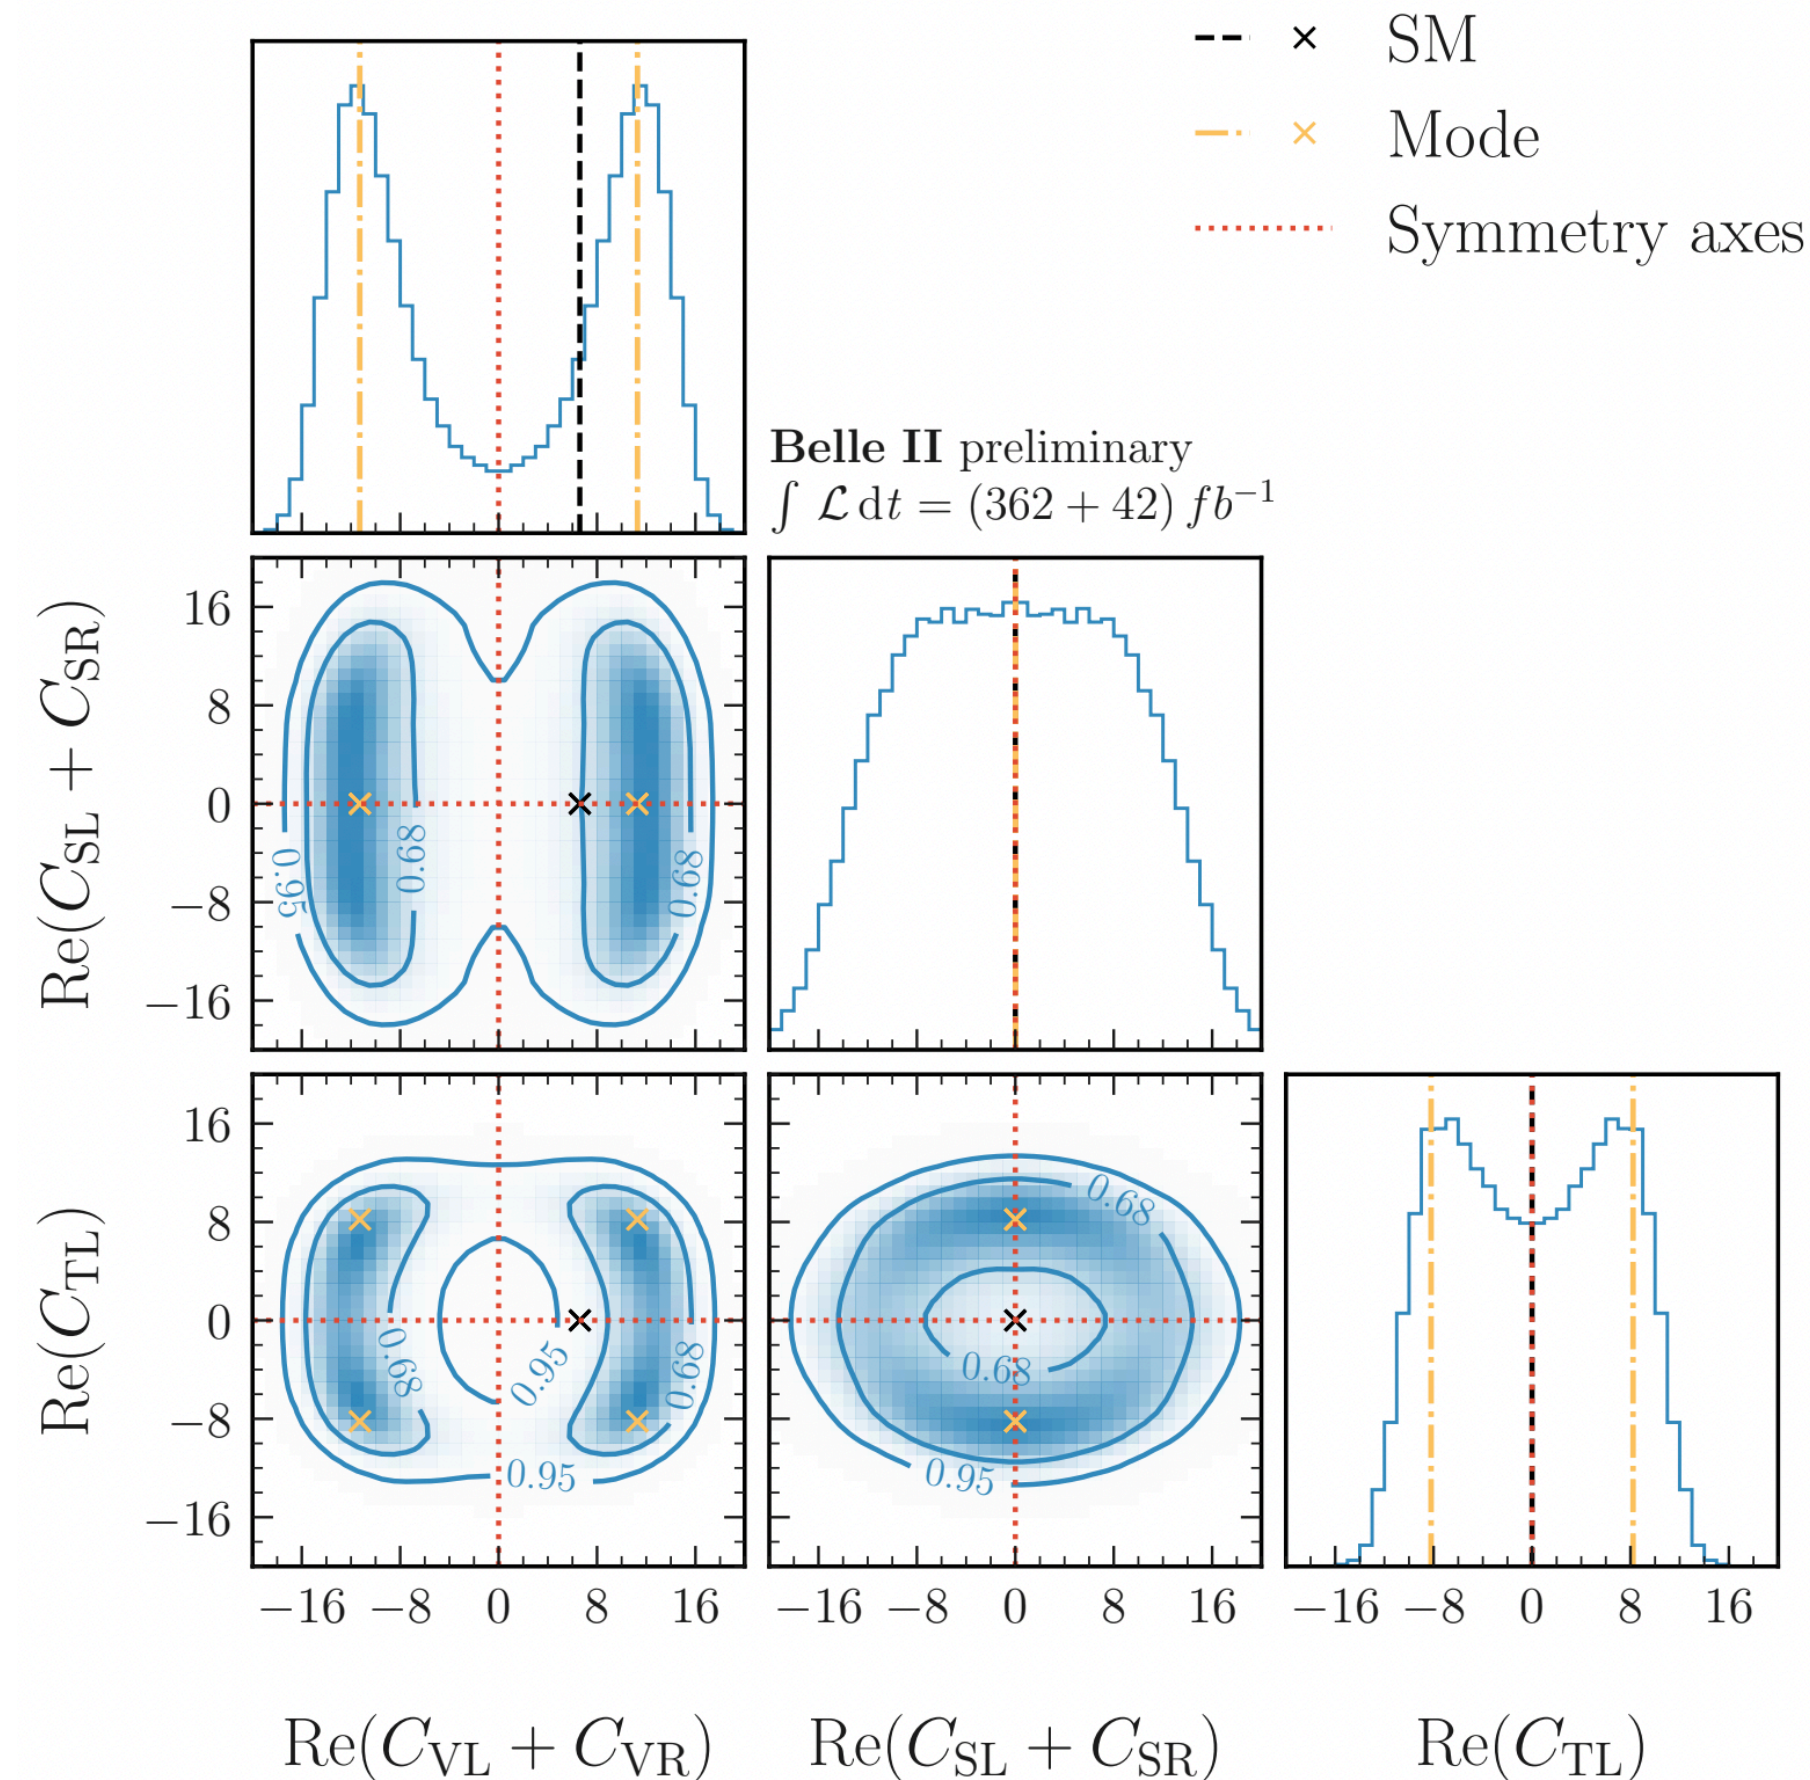 SM
Mode
Symmetry axes
Belle II preliminary
∫ ℒ dt = (362 + 42) fb⁻¹
Re(C_SL + C_SR)
16
8
0
−8
−16
0.95
0.68
0.68
Re(C_TL)
16
8
0
−8
−16
0.68
0.95
0.68
0.95
0.68
0.68
0.95
−16 −8 0 8 16
−16 −8 0 8 16
−16 −8 0 8 16
Re(C_VL + C_VR)
Re(C_SL + C_SR)
Re(C_TL)